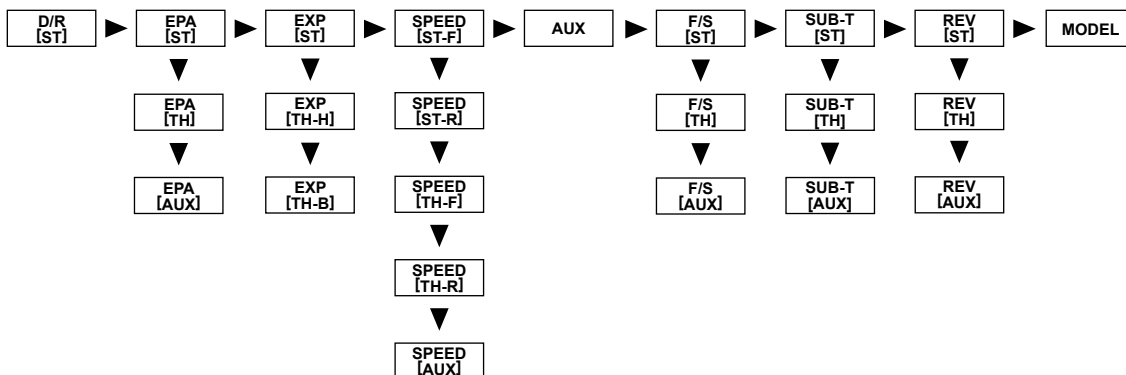 D/R
[ST]
EPA
[ST]
EXP
[ST]
SPEED
[ST-F]
AUX
F/S
[ST]
SUB-T
[ST]
REV
[ST]
MODEL
EPA
[TH]
EXP
[TH-H]
SPEED
[ST-R]
F/S
[TH]
SUB-T
[TH]
REV
[TH]
EPA
[AUX]
EXP
[TH-B]
SPEED
[TH-F]
F/S
[AUX]
SUB-T
[AUX]
REV
[AUX]
SPEED
[TH-R]
SPEED
[AUX]